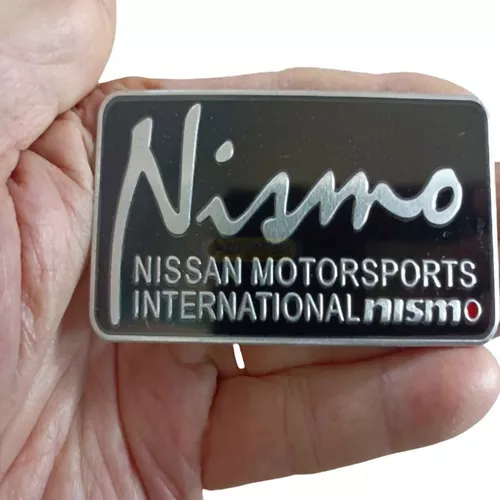 Nismo
NISSAN MOTORSPORTS
INTERNATIONAL nismo